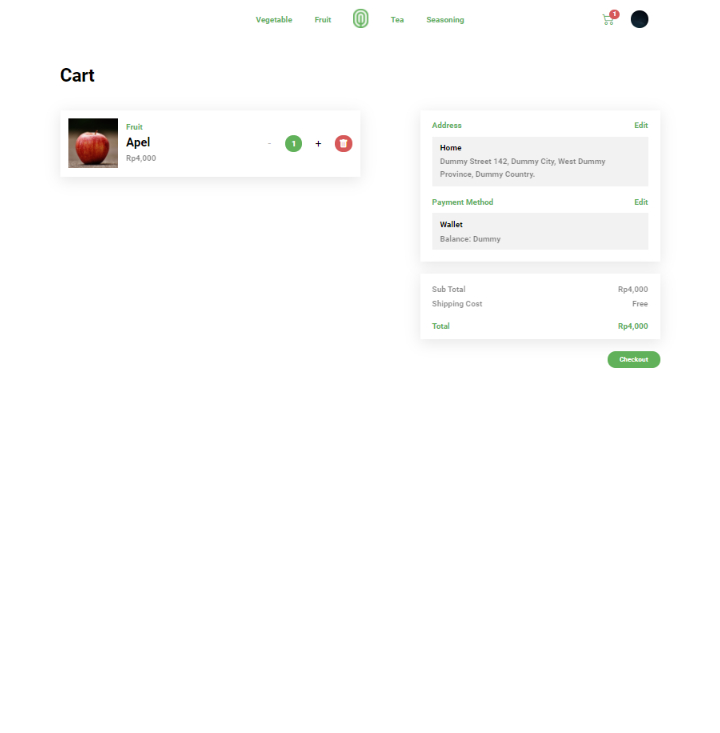 Vegetable
Fruit
Tea
Seasoning
1
Cart
Fruit
Apel
Rp4,000
- 1 +
Address
Edit
Home
Dummy Street 142, Dummy City, West Dummy
Province, Dummy Country.
Payment Method
Edit
Wallet
Balance: Dummy
Sub Total
Rp4,000
Shipping Cost
Free
Total
Rp4,000
Checkout